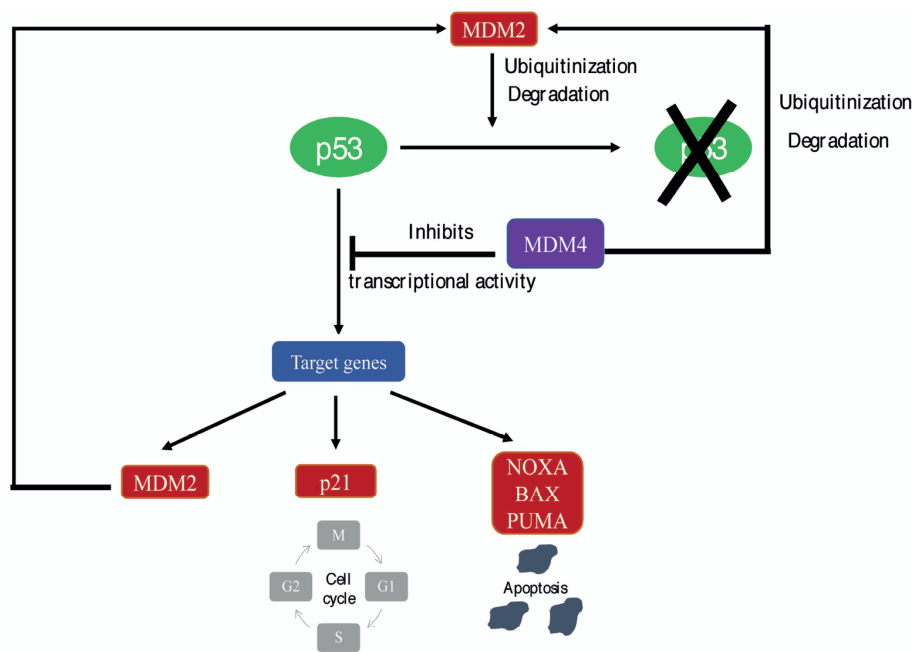 MDM2
Ubiquitinization
Degradation
Ubiquitinization
Degradation
p53
p53
Inhibits
MDM4
transcriptional activity
Target genes
MDM2
p21
NOXA
BAX
PUMA
M
G2
Cell
cycle
G1
S
Apoptosis